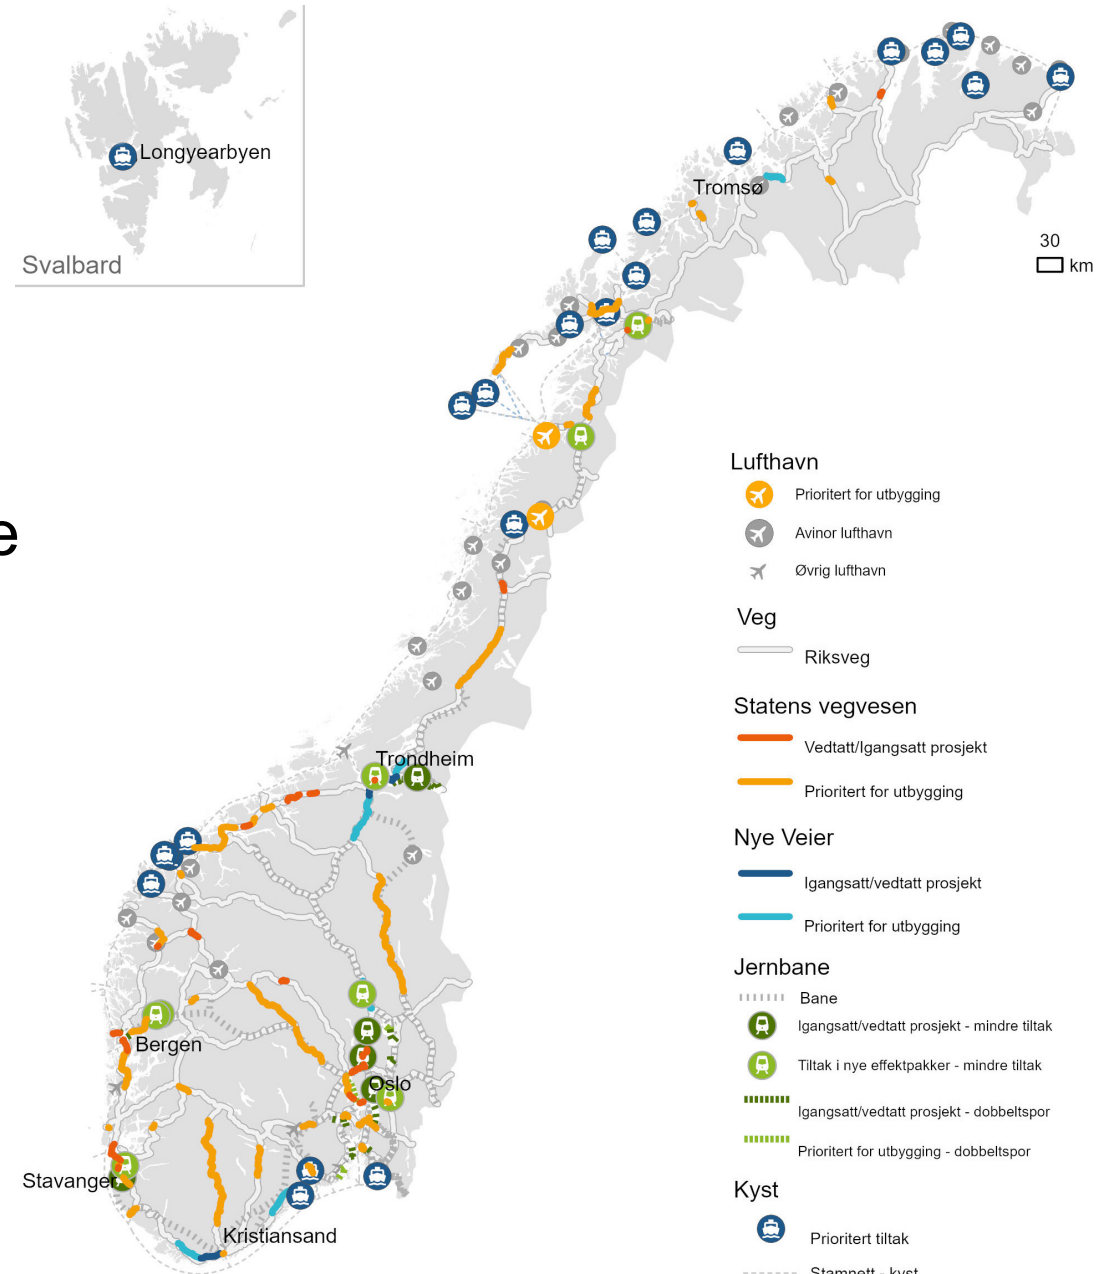 Longyearbyen
Svalbard
Tromsø
30
km
e
Trondheim
Bergen
Oslo
Stavanger
Kristiansand
Lufthavn
Prioritert for utbygging
Avinor lufthavn
Øvrig lufthavn
Veg
Riksveg
Statens vegvesen
Vedtatt/Igangsatt prosjekt
Prioritert for utbygging
Nye Veier
Igangsatt/vedtatt prosjekt
Prioritert for utbygging
Jernbane
Bane
Igangsatt/vedtatt prosjekt - mindre tiltak
Tiltak i nye effektpakker - mindre tiltak
Igangsatt/vedtatt prosjekt - dobbeltspor
Prioritert for utbygging - dobbeltspor
Kyst
Prioritert tiltak
Stamnett - kyst